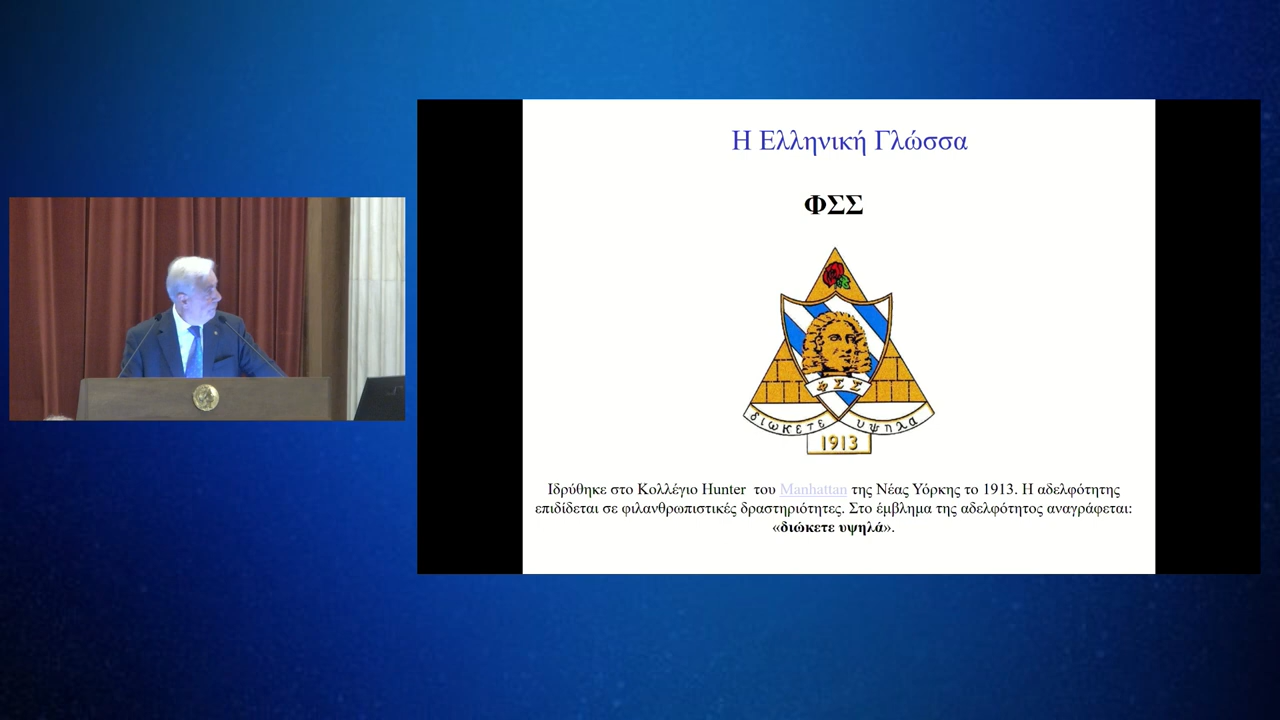 Η Ελληνική Γλώσσα
ΦΣΣ
ΦΣΣ
διωκετε υψηλα
1913
Ιδρύθηκε στο Κολλέγιο Hunter του Manhattan της Νέας Υόρκης το 1913. Η αδελφότητης
επιδίδεται σε φιλανθρωπιστικές δραστηριότητες. Στο έμβλημα της αδελφότητος αναγράφεται:
«διώκετε υψηλά».